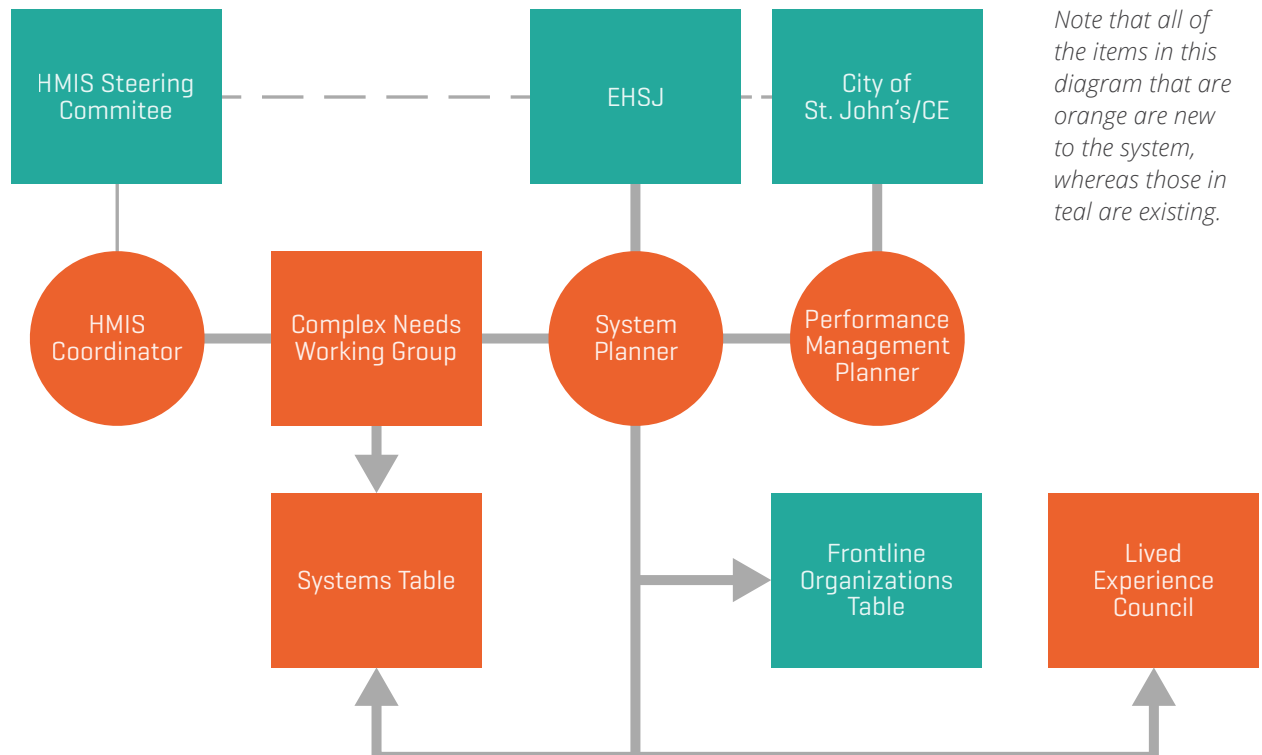 HMIS Steering
Commitee
EHSJ
City of
St. John's/CE
Note that all of
the items in this
diagram that are
orange are new
to the system,
whereas those in
teal are existing.
HMIS
Coordinator
Complex Needs
Working Group
System
Planner
Performance
Management
Planner
Systems Table
Frontline
Organizations
Table
Lived
Experience
Council